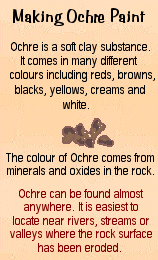 Making Ochre Paint
Ochre is a soft clay substance.
It comes in many different
colours including reds, browns,
blacks, yellows, creams and
white.
The colour of Ochre comes from
minerals and oxides in the rock.
Ochre can be found almost
anywhere. It is easiest to
locate near rivers, streams or
valleys where the rock surface
has been eroded.